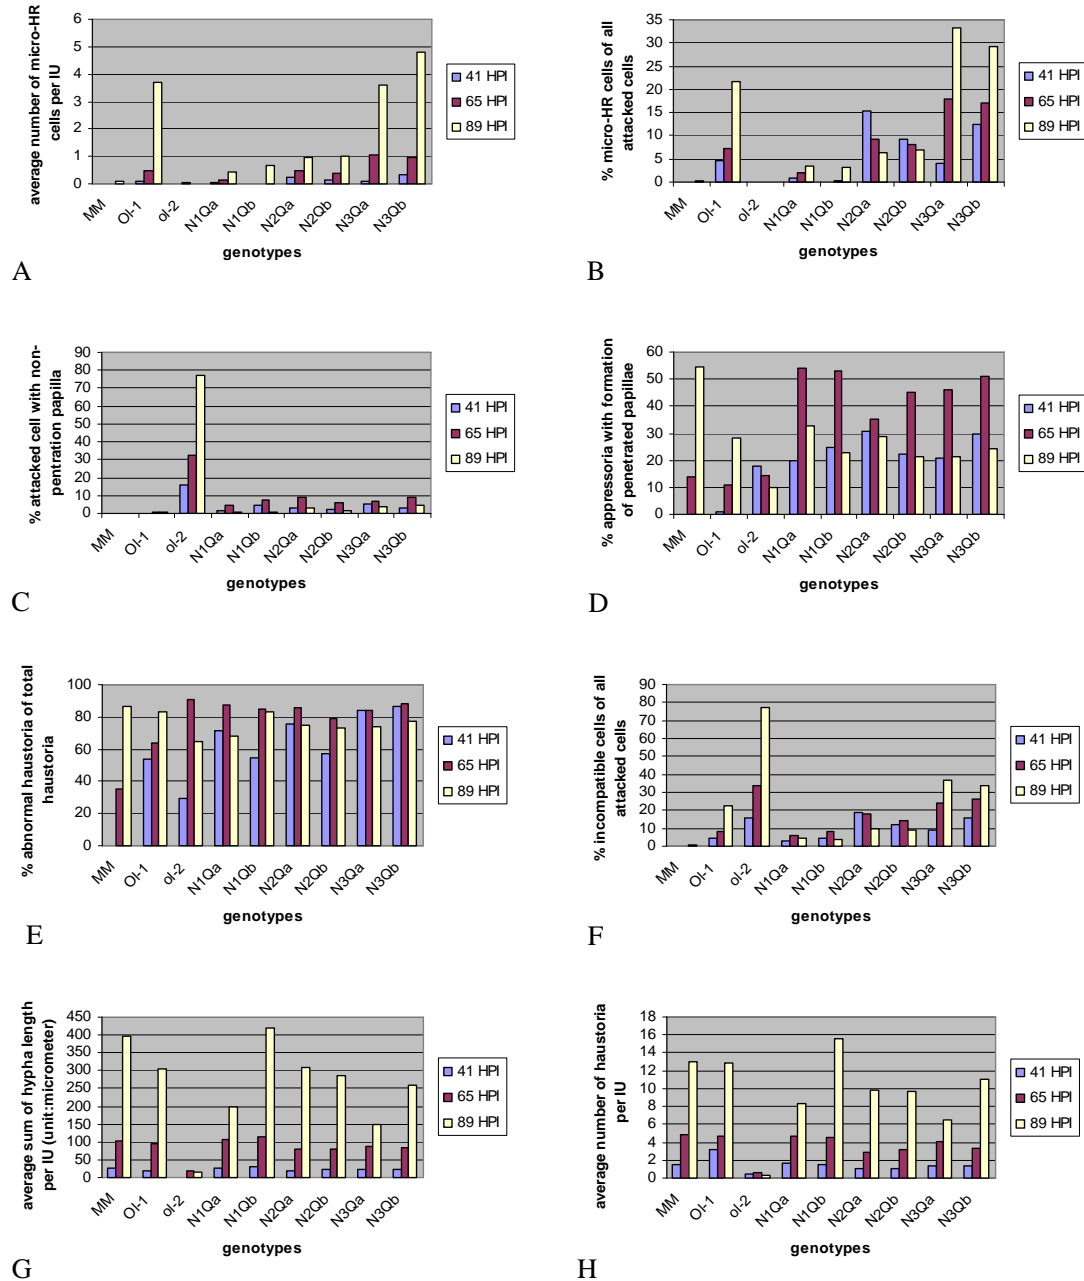 average number of micro-HR
cells per IU
6
5
4
3
2
1
0
MM
Ol-1
ol-2
N1Qa
N1Qb
N2Qa
N2Qb
N3Qa
N3Qb
genotypes
41 HPI
65 HPI
89 HPI
A
% micro-HR cells of all
attacked cells
35
30
25
20
15
10
5
0
MM
Ol-1
ol-2
N1Qa
N1Qb
N2Qa
N2Qb
N3Qa
N3Qb
genotypes
41 HPI
65 HPI
89 HPI
B
% attacked cell with non-
pentration papilla
90
80
70
60
50
40
30
20
10
0
MM
Ol-1
ol-2
N1Qa
N1Qb
N2Qa
N2Qb
N3Qa
N3Qb
genotypes
41 HPI
65 HPI
89 HPI
C
% appressoria with formation
of penetrated papillae
60
50
40
30
20
10
0
MM
Ol-1
ol-2
N1Qa
N1Qb
N2Qa
N2Qb
N3Qa
N3Qb
genotypes
41 HPI
65 HPI
89 HPI
D
% abnormal haustoria of total
haustoria
100
80
60
40
20
0
MM
Ol-1
ol-2
N1Qa
N1Qb
N2Qa
N2Qb
N3Qa
N3Qb
genotypes
41 HPI
65 HPI
89 HPI
E
% incompatible cells of all
attacked cells
90
80
70
60
50
40
30
20
10
0
MM
Ol-1
ol-2
N1Qa
N1Qb
N2Qa
N2Qb
N3Qa
N3Qb
genotypes
41 HPI
65 HPI
89 HPI
F
average sum of hypha length
per IU (unit:micrometer)
450
400
350
300
250
200
150
100
50
0
MM
Ol-1
ol-2
N1Qa
N1Qb
N2Qa
N2Qb
N3Qa
N3Qb
genotypes
41 HPI
65 HPI
89 HPI
G
average number of haustoria
per IU
18
16
14
12
10
8
6
4
2
0
MM
Ol-1
ol-2
N1Qa
N1Qb
N2Qa
N2Qb
N3Qa
N3Qb
genotypes
41 HPI
65 HPI
89 HPI
H